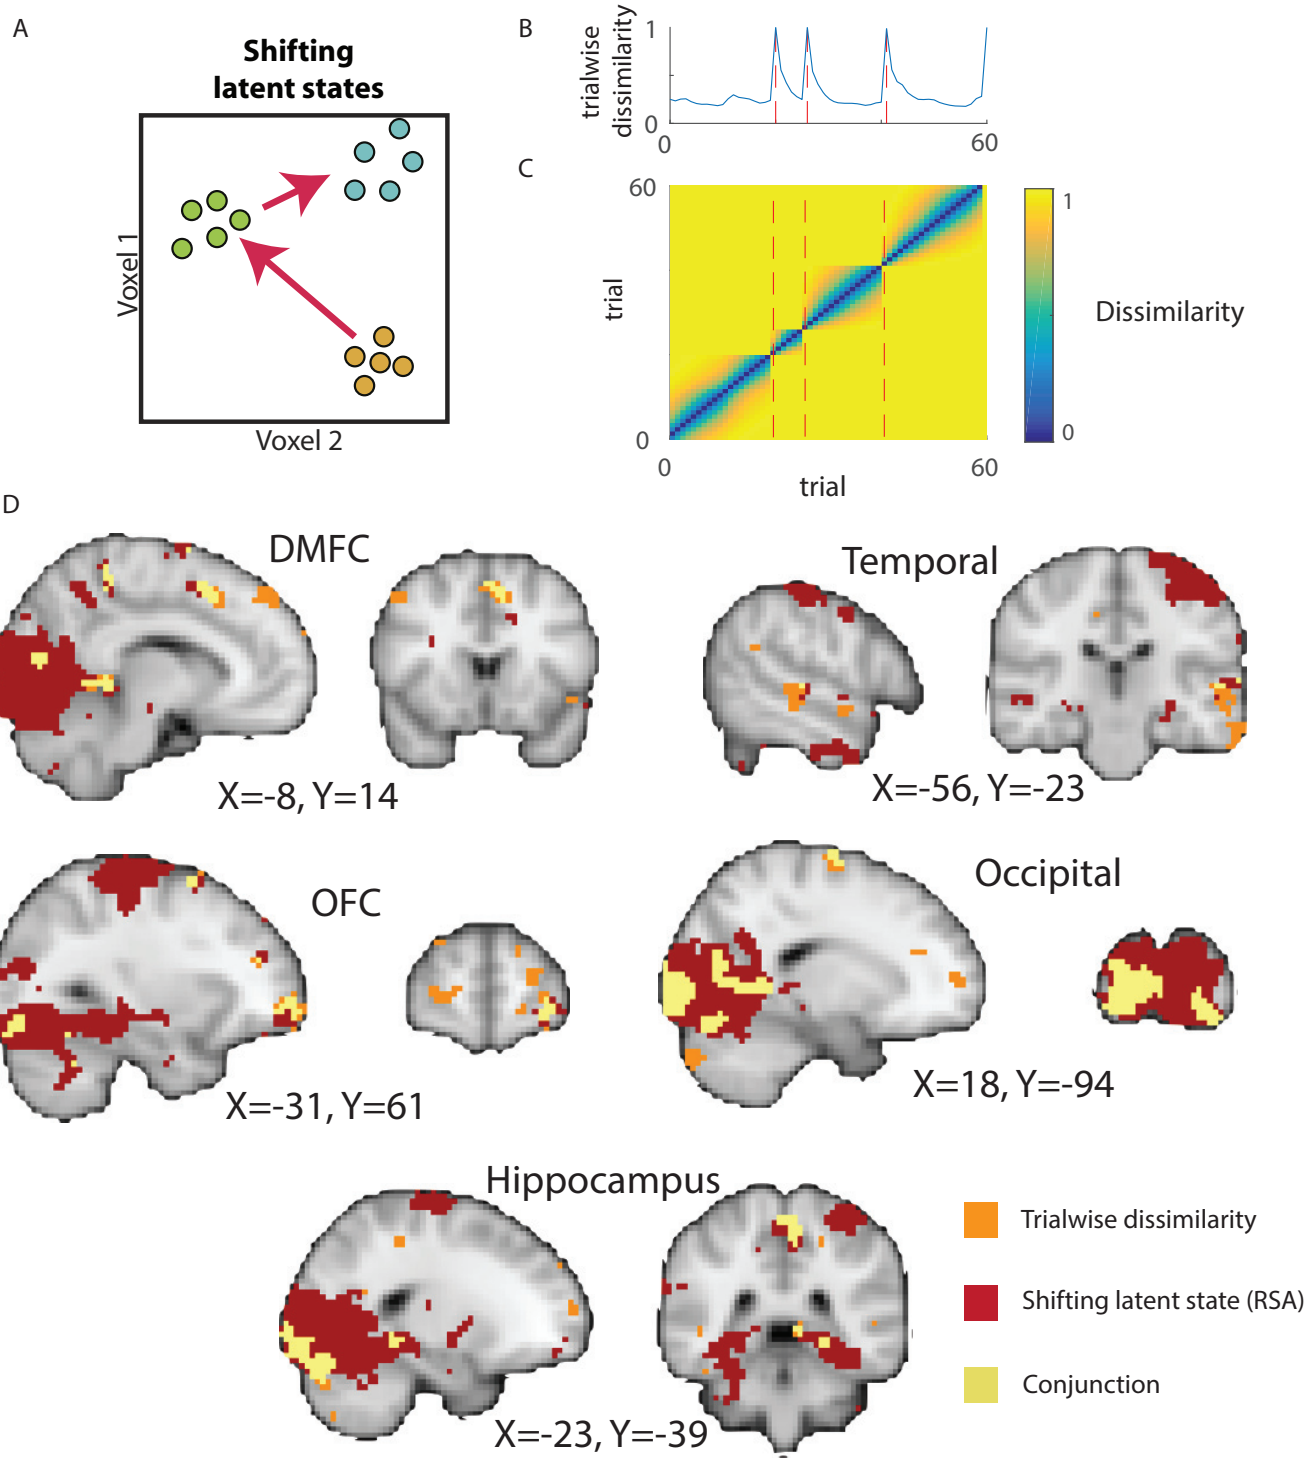 A
Shifting
latent states
Voxel 1
Voxel 2
B
trialwise
dissimilarity
1
0
0
60
C
60
0
trial
0
60
trial
1
0
Dissimilarity
D
DMFC
X=-8, Y=14
Temporal
X=-56, Y=-23
OFC
X=-31, Y=61
Occipital
X=18, Y=-94
Hippocampus
X=-23, Y=-39
Trialwise dissimilarity
Shifting latent state (RSA)
Conjunction